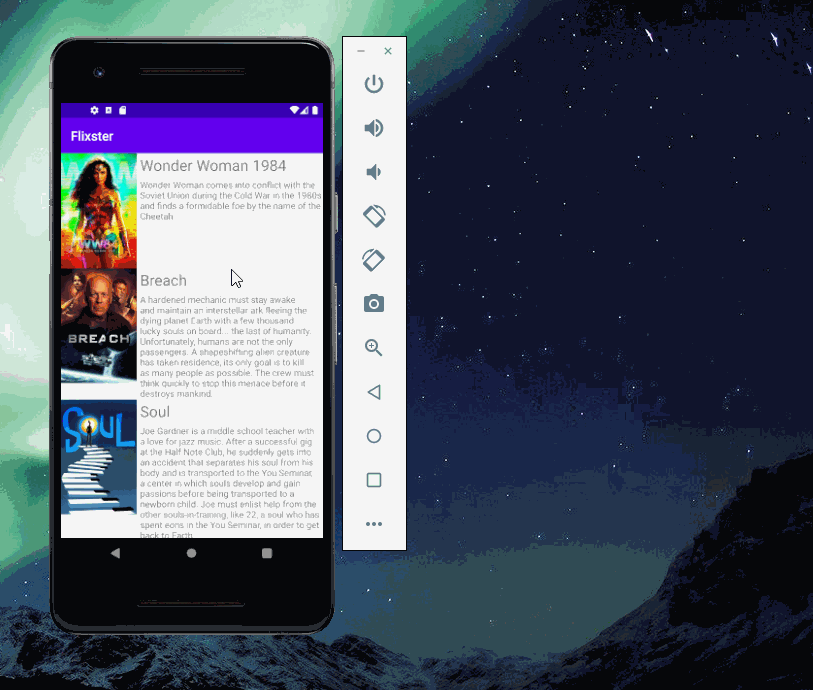 Flixster
Wonder Woman 1984
Wonder Woman comes into conflict with the
Soviet Union during the Cold War in the 1980s
and finds a formidable foe by the name of the
Cheetah.
WW84
Breach
A hardened mechanic must stay awake
and maintain an interstellar ark fleeing the
dying planet Earth with a few thousand
lucky souls on board... the last of humanity.
Unfortunately, humans are not the only
passengers. A shapeshifting alien creature
has taken residence, its only goal is to kill
as many people as possible. The crew must
think quickly to stop this menace before it
destroys mankind.
BREACH
Soul
Joe Gardner is a middle school teacher with
a love for jazz music. After a successful gig
at the Half Note Club, he suddenly gets into
an accident that separates his soul from his
body and is transported to the You Seminar,
a center in which souls develop and gain
passions before being transported to a
newborn child. Joe must enlist help from the
other souls-in-training, like 22, a soul who has
spent eons in the You Seminar, in order to get
back to Earth.
SOUL